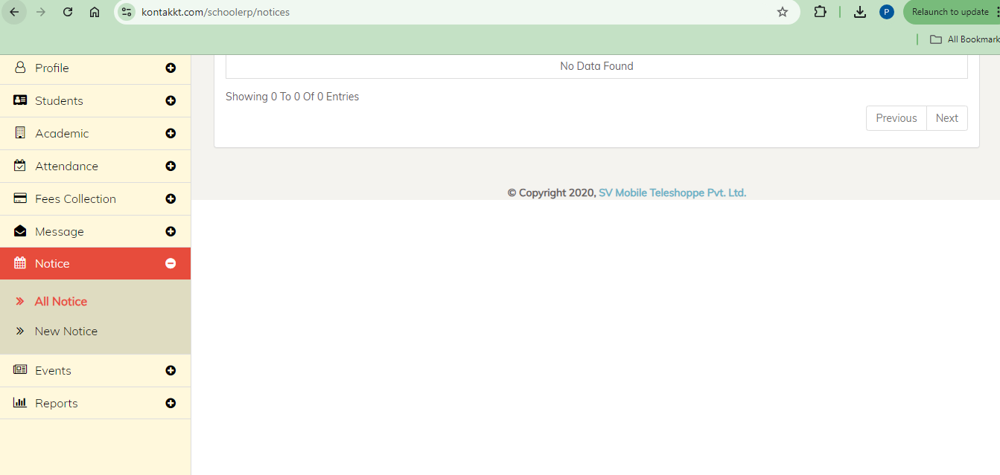 kontakkt.com/schoolerp/notices
P
Relaunch to update
All Bookmark
Profile
Students
Academic
Attendance
Fees Collection
Message
Notice
All Notice
New Notice
Events
Reports
No Data Found
Showing 0 To 0 Of 0 Entries
Previous
Next
© Copyright 2020, SV Mobile Teleshoppe Pvt. Ltd.